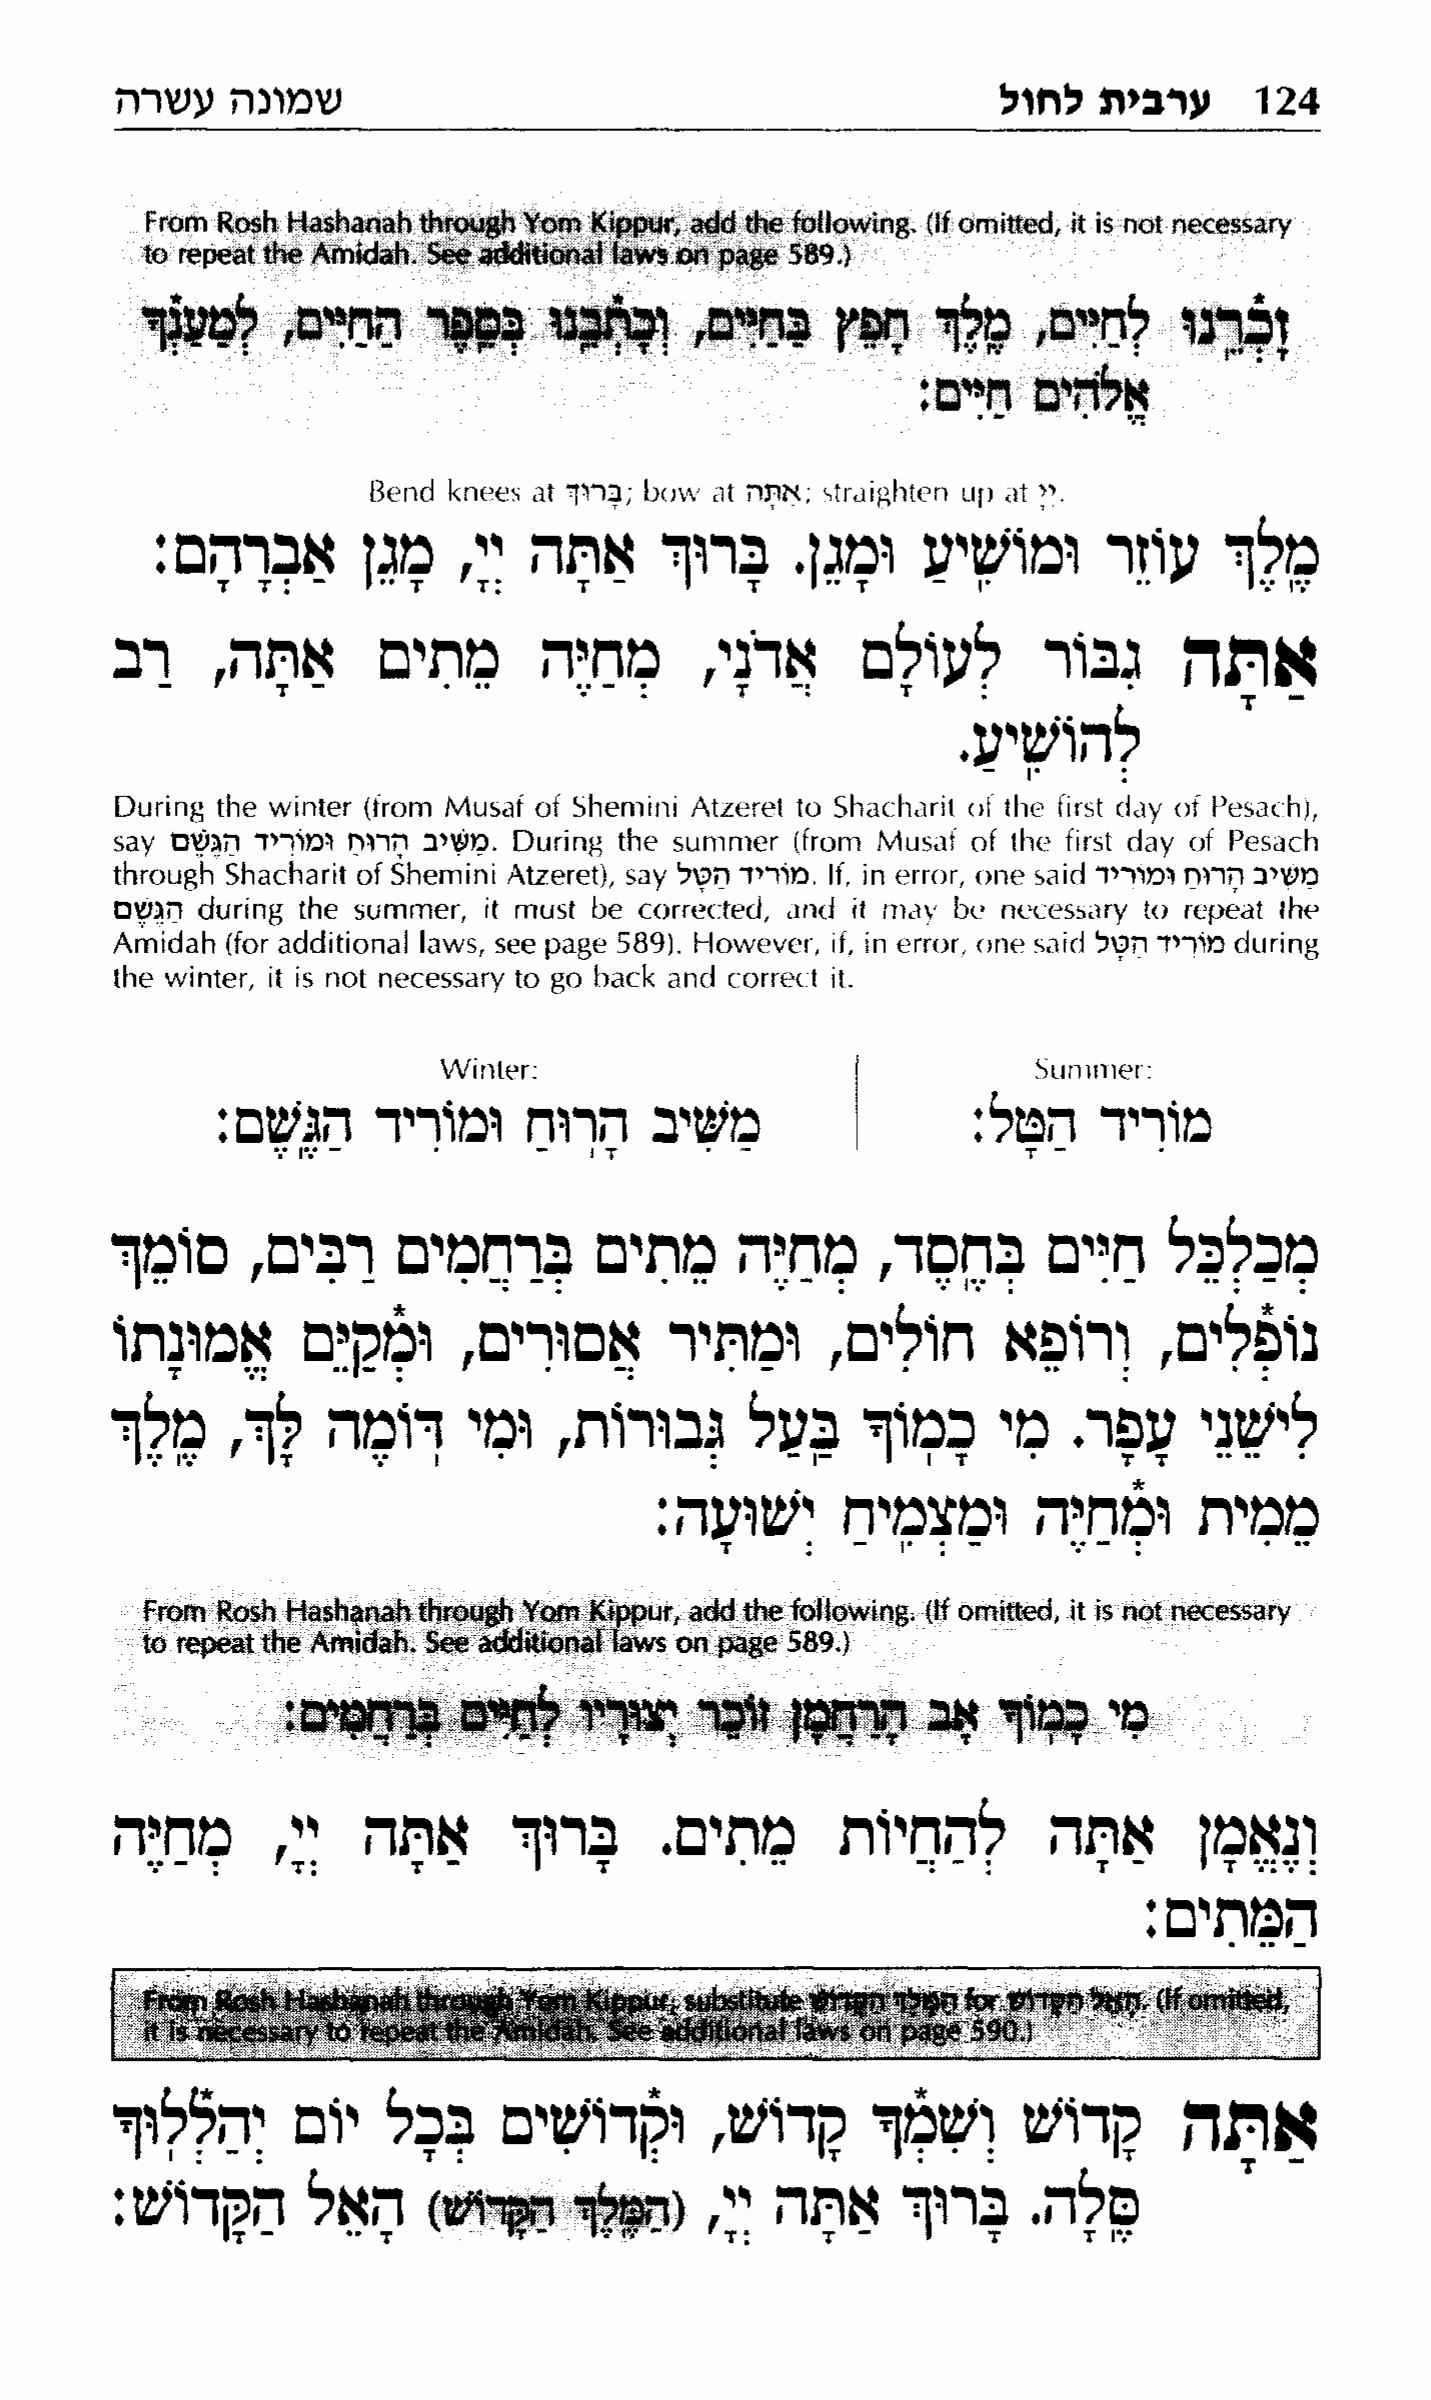 124 ערבית לחול שמונה עשרה
From Rosh Hashanah through Yom Kippur, add the following. (If omitted, it is not necessary
to repeat the Amidah. See additional laws on page 589.)
זָכְרֵֽנוּ לְחַיִּים, מֶֽלֶךְ חָפֵץ בַּחַיִּים, וְכָתְבֵֽנוּ בְּסֵֽפֶר הַחַיִּים, לְמַעַנְךָ
אֱלֹהִים חַיִּים:
Bend knees at בָּרוּךְ; bow at אַתָּה; straighten up at יְיָ.
מֶֽלֶךְ עוֹזֵר וּמוֹשִֽׁיעַ וּמָגֵן. בָּרוּךְ אַתָּה יְיָ, מָגֵן אַבְרָהָם:
אַתָּה גִבּוֹר לְעוֹלָם אֲדֹנָי, מְחַיֶּה מֵתִים אַתָּה, רַב
לְהוֹשִֽׁיעַ.
During the winter (from Musaf of Shemini Atzeret to Shacharit of the first day of Pesach),
say מַשִּׁיב הָרֽוּחַ וּמוֹרִיד הַגֶּֽשֶׁם. During the summer (from Musaf of the first day of Pesach
through Shacharit of Shemini Atzeret), say מוֹרִיד הַטָּל. If, in error, one said מַשִּׁיב הָרֽוּחַ וּמוֹרִיד
הַגֶּֽשֶׁם during the summer, it must be corrected, and it may be necessary to repeat the
Amidah (for additional laws, see page 589). However, if, in error, one said מוֹרִיד הַטָּל during
the winter, it is not necessary to go back and correct it.
Summer: Winter:
מוֹרִיד הַטָּל: מַשִּׁיב הָרֽוּחַ וּמוֹרִיד הַגֶּֽשֶׁם:
מְכַלְכֵּל חַיִּים בְּחֶֽסֶד, מְחַיֶּה מֵתִים בְּרַחֲמִים רַבִּים, סוֹמֵךְ
נוֹפְ*לִים, וְרוֹפֵא חוֹלִים, וּמַתִּיר אֲסוּרִים, וּמְ*קַיֵּם אֱמוּנָתוֹ
לִישֵׁנֵי עָפָר. מִי כָמֽוֹךָ בַּֽעַל גְּבוּרוֹת, וּמִי דּֽוֹמֶה לָּךְ, מֶֽלֶךְ
מֵמִית וּמְ*חַיֶּה וּמַצְמִֽיחַ יְשׁוּעָה:
From Rosh Hashanah through Yom Kippur, add the following. (If omitted, it is not necessary
to repeat the Amidah. See additional laws on page 589.)
מִי כָמֽוֹךָ אָב הָרַחֲמָן זוֹכֵר יְצוּרָיו לְחַיִּים בְּרַחֲמִים:
וְנֶאֱמָן אַתָּה לְהַחֲיוֹת מֵתִים. בָּרוּךְ אַתָּה יְיָ, מְחַיֶּה
הַמֵּתִים:
From Rosh Hashanah through Yom Kippur, substitute הַמֶּֽלֶךְ הַקָּדוֹשׁ for הָאֵל הַקָּדוֹשׁ. (If omitted,
it is necessary to repeat the Amidah. See additional laws on page 590.)
אַתָּה קָדוֹשׁ וְשִׁמְ*ךָ קָדוֹשׁ, וּקְ*דוֹשִׁים בְּכָל יוֹם יְהַלְ*לֽוּךָ
סֶּֽלָה. בָּרוּךְ אַתָּה יְיָ, (הַמֶּֽלֶךְ הַקָּדוֹשׁ) הָאֵל הַקָּדוֹשׁ: